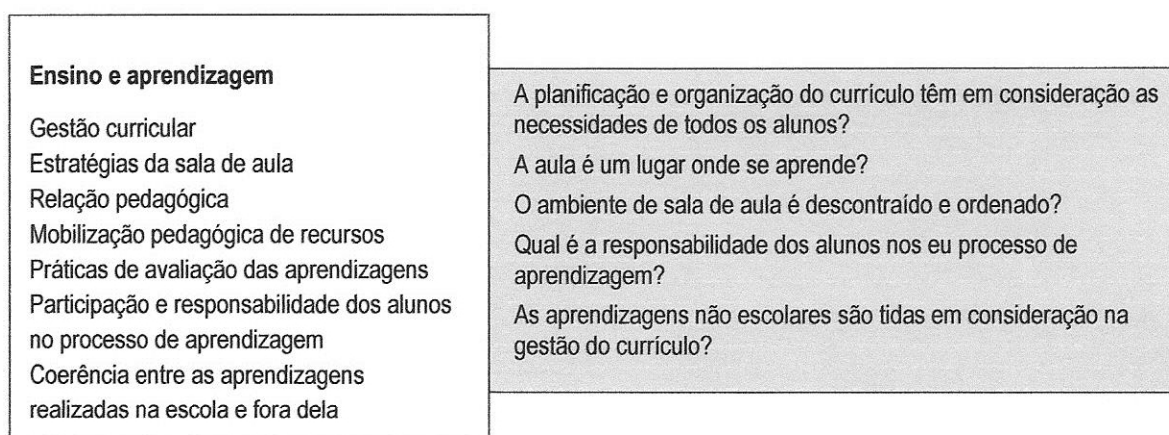 Ensino e aprendizagem
Gestão curricular
Estratégias da sala de aula
Relação pedagógica
Mobilização pedagógica de recursos
Práticas de avaliação das aprendizagens
Participação e responsabilidade dos alunos
no processo de aprendizagem
Coerência entre as aprendizagens
realizadas na escola e fora dela
A planificação e organização do currículo têm em consideração as
necessidades de todos os alunos?
A aula é um lugar onde se aprende?
O ambiente de sala de aula é descontraído e ordenado?
Qual é a responsabilidade dos alunos nos eu processo de
aprendizagem?
As aprendizagens não escolares são tidas em consideração na
gestão do currículo?